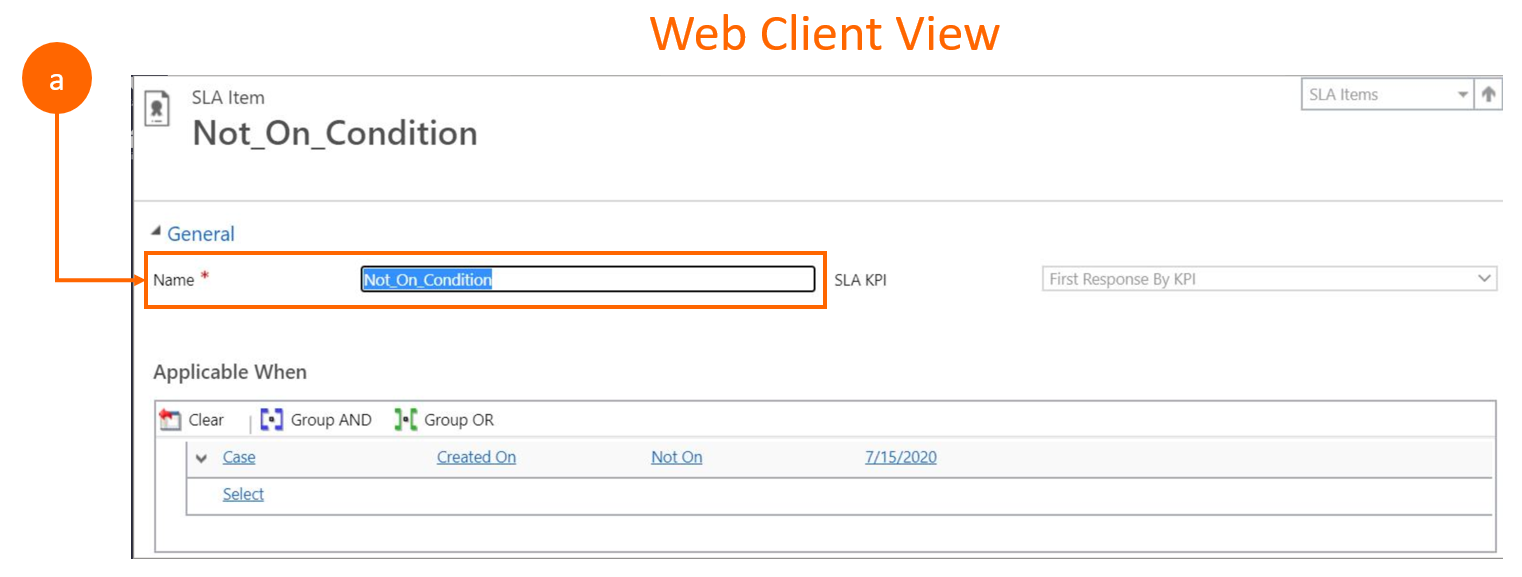 Web Client View
a
SLA Item
SLA Items
Not_On_Condition
General
Name * Not_On_Condition SLA KPI First Response By KPI
Applicable When
Clear Group AND Group OR
Case Created On Not On 7/15/2020
Select